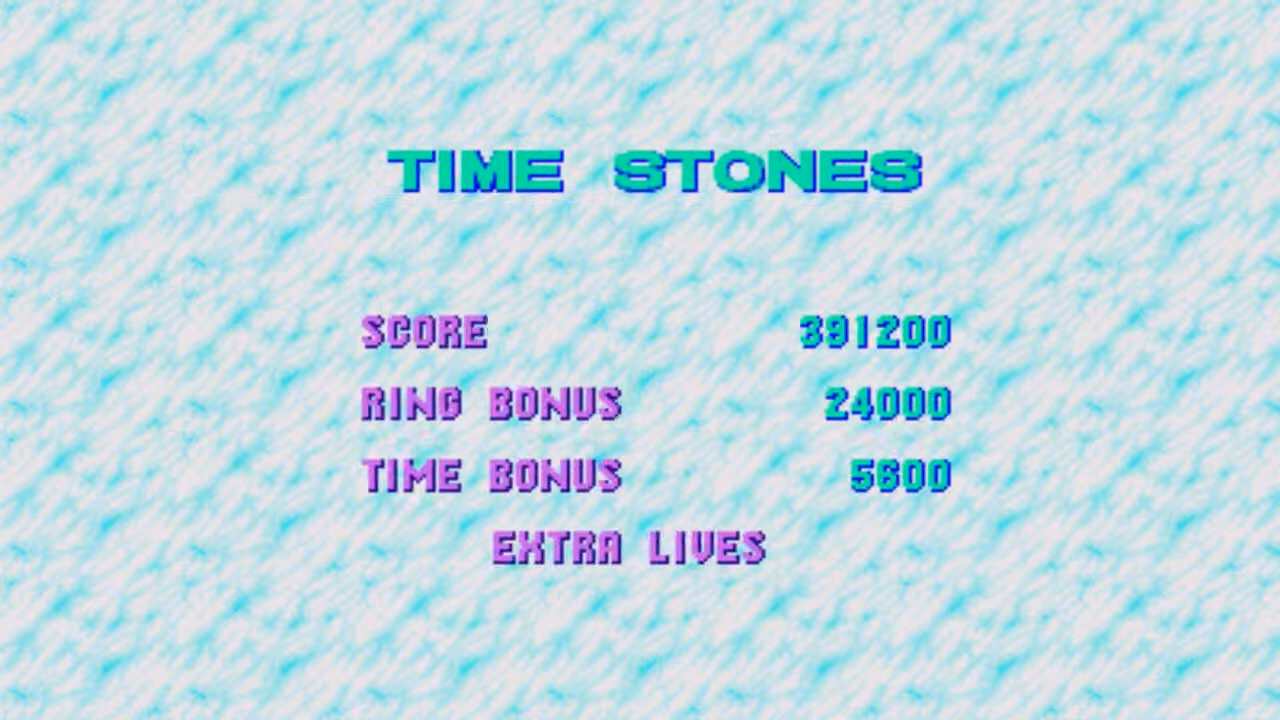 TIME STONES
SCORE 391200
RING BONUS 24000
TIME BONUS 5600
EXTRA LIVES